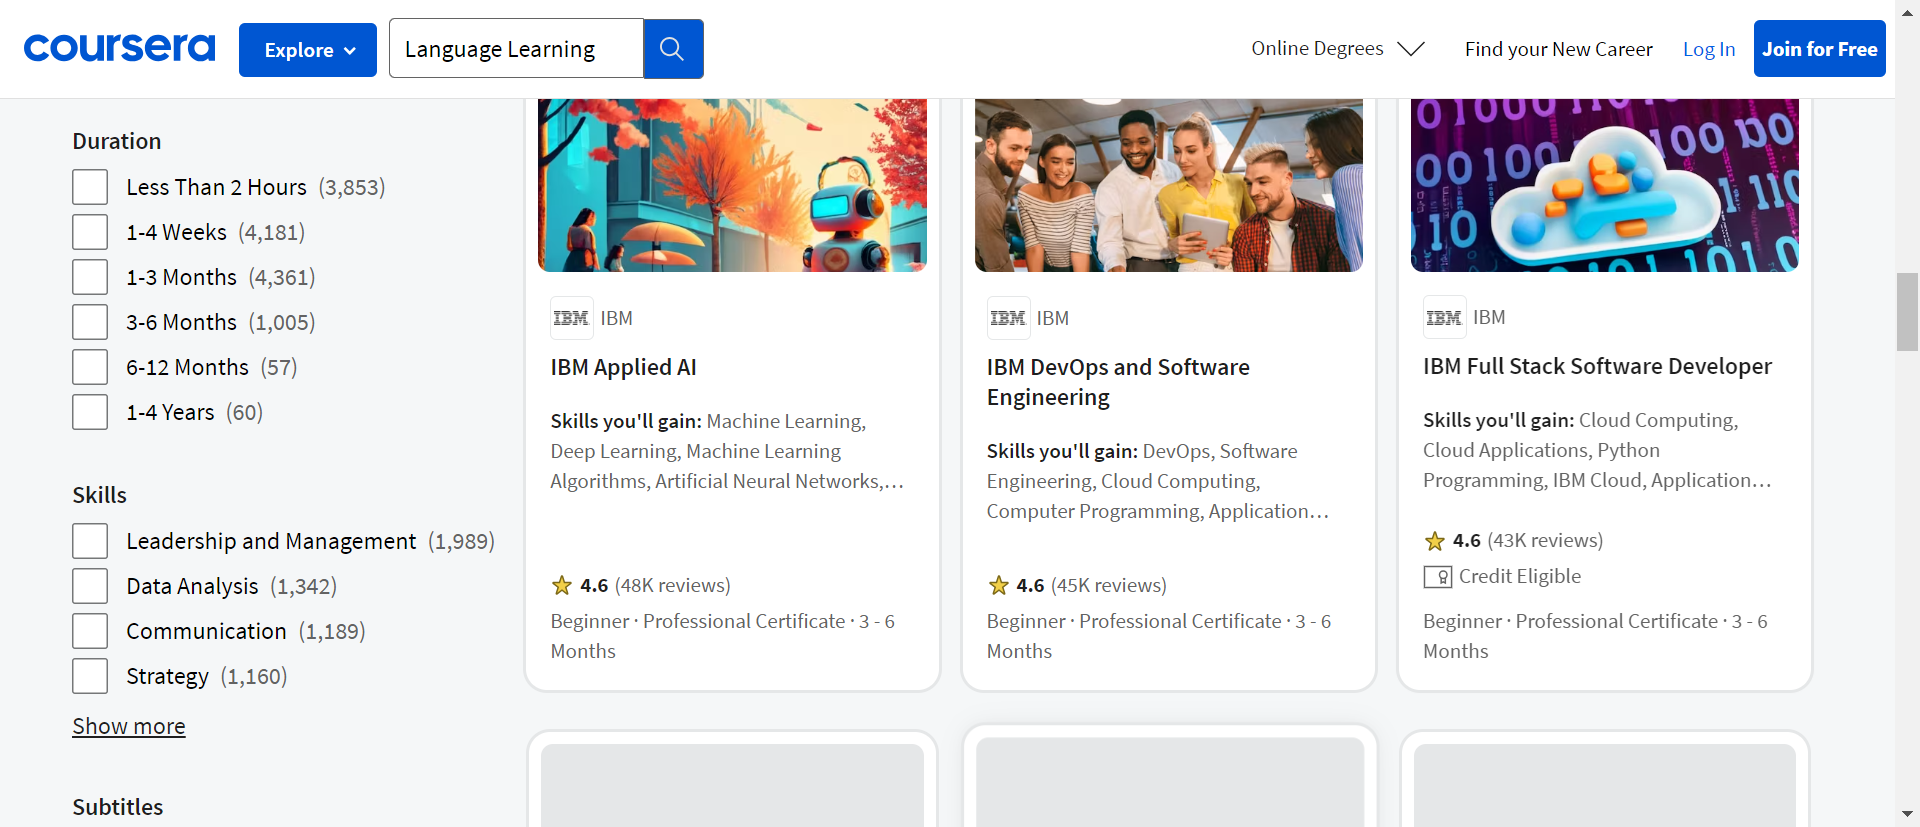 coursera
Explore
Language Learning
Online Degrees
Find your New Career
Log In
Join for Free
Duration
Less Than 2 Hours (3,853)
1-4 Weeks (4,181)
1-3 Months (4,361)
3-6 Months (1,005)
6-12 Months (57)
1-4 Years (60)
Skills
Leadership and Management (1,989)
Data Analysis (1,342)
Communication (1,189)
Strategy (1,160)
Show more
Subtitles
IBM IBM
IBM Applied AI
Skills you'll gain: Machine Learning,
Deep Learning, Machine Learning
Algorithms, Artificial Neural Networks,…
4.6 (48K reviews)
Beginner · Professional Certificate · 3 - 6
Months
IBM IBM
IBM DevOps and Software
Engineering
Skills you'll gain: DevOps, Software
Engineering, Cloud Computing,
Computer Programming, Application…
4.6 (45K reviews)
Beginner · Professional Certificate · 3 - 6
Months
IBM IBM
IBM Full Stack Software Developer
Skills you'll gain: Cloud Computing,
Cloud Applications, Python
Programming, IBM Cloud, Application…
4.6 (43K reviews)
Credit Eligible
Beginner · Professional Certificate · 3 - 6
Months